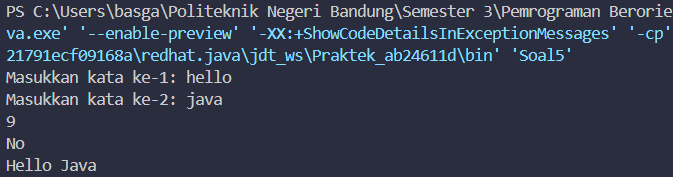 PS C:\Users\basga\Politeknik Negeri Bandung\Semester 3\Pemrograman Berorie
va.exe' '--enable-preview' '-XX:+ShowCodeDetailsInExceptionMessages' '-cp'
21791ecf09168a\redhat.java\jdt_ws\Praktek_ab24611d\bin' 'Soal5'
Masukkan kata ke-1: hello
Masukkan kata ke-2: java
9
No
Hello Java